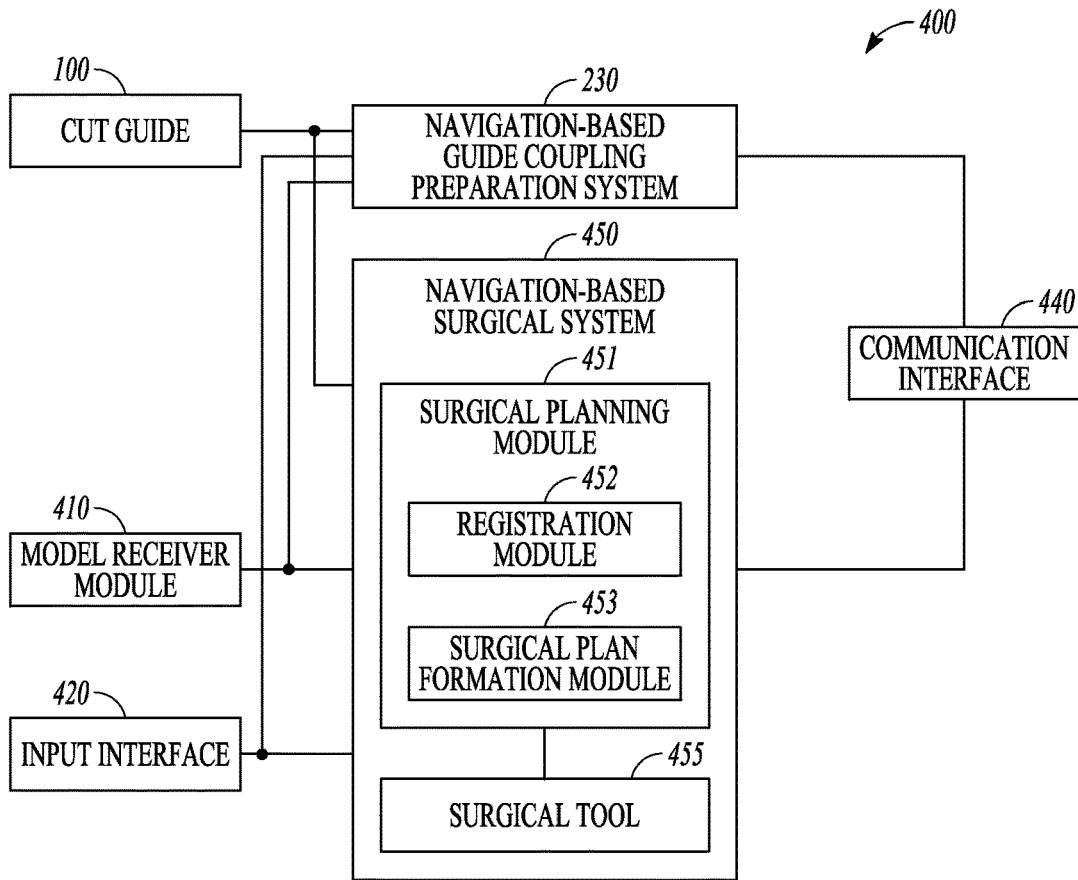 400
100
CUT GUIDE
230
NAVIGATION-BASED
GUIDE COUPLING
PREPARATION SYSTEM
450
NAVIGATION-BASED
SURGICAL SYSTEM
440
COMMUNICATION
INTERFACE
451
SURGICAL PLANNING
MODULE
452
REGISTRATION
MODULE
410
MODEL RECEIVER
MODULE
453
SURGICAL PLAN
FORMATION MODULE
420
INPUT INTERFACE
455
SURGICAL TOOL